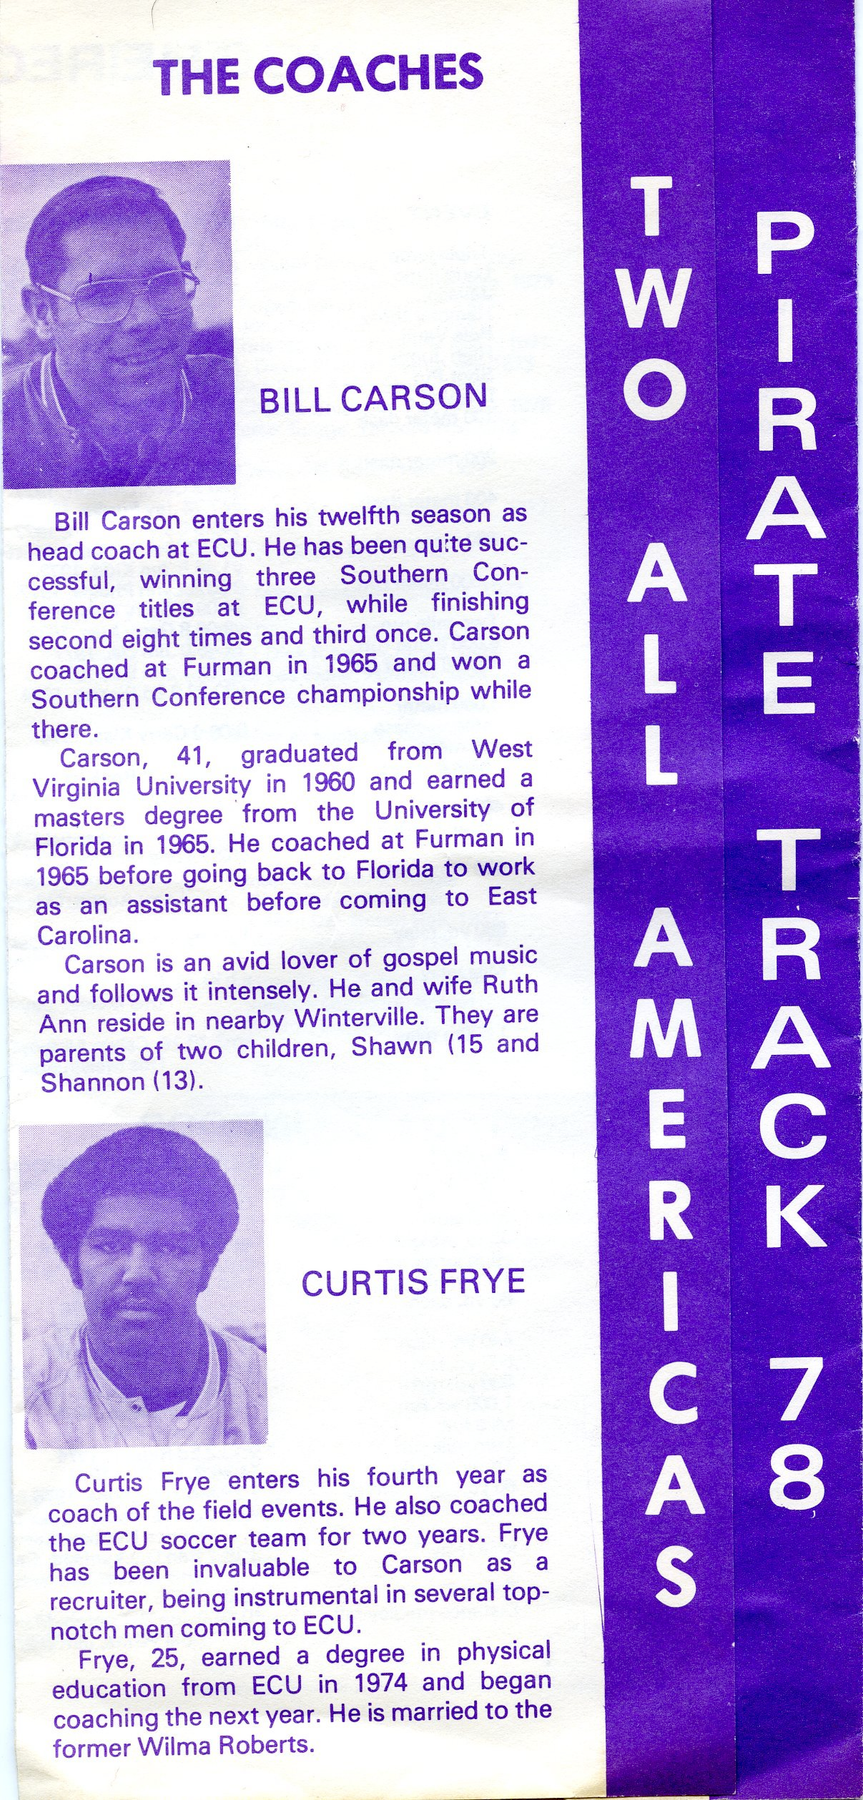 THE COACHES
BILL CARSON
Bill Carson enters his twelfth season as
head coach at ECU. He has been quite suc-
cessful, winning three Southern Con-
ference titles at ECU, while finishing
second eight times and third once. Carson
coached at Furman in 1965 and won a
Southern Conference championship while
there.
Carson, 41, graduated from West
Virginia University in 1960 and earned a
masters degree from the University of
Florida in 1965. He coached at Furman in
1965 before going back to Florida to work
as an assistant before coming to East
Carolina.
Carson is an avid lover of gospel music
and follows it intensely. He and wife Ruth
Ann reside in nearby Winterville. They are
parents of two children, Shawn (15 and
Shannon (13).
CURTIS FRYE
Curtis Frye enters his fourth year as
coach of the field events. He also coached
the ECU soccer team for two years. Frye
has been invaluable to Carson as a
recruiter, being instrumental in several top-
notch men coming to ECU.
Frye, 25, earned a degree in physical
education from ECU in 1974 and began
coaching the next year. He is married to the
former Wilma Roberts.
TWO ALL AMERICAS
PIRATE TRACK 78